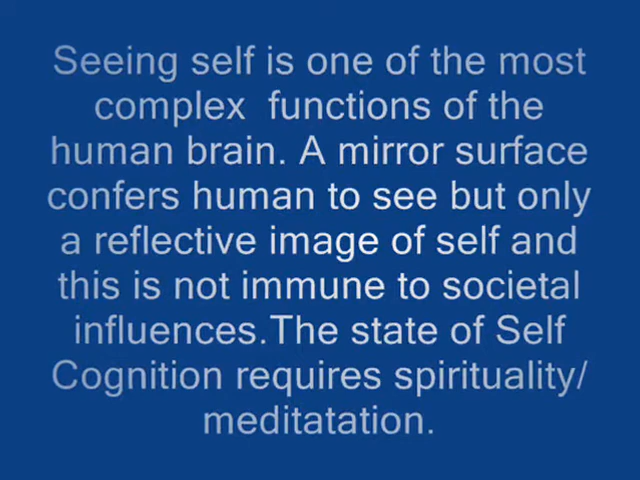 Seeing self is one of the most
complex  functions of the
human brain. A mirror surface
confers human to see but only
a reflective image of self and
this is not immune to societal
influences.The state of Self
Cognition requires spirituality/
meditatation.